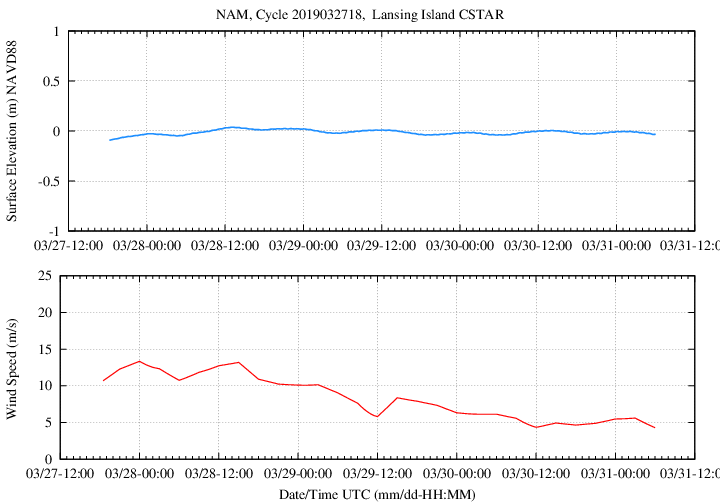 NAM, Cycle 2019032718,  Lansing Island CSTAR
Surface Elevation (m) NAVD88
1
0.5
0
-0.5
-1
03/27-12:00 03/28-00:00 03/28-12:00 03/29-00:00 03/29-12:00 03/30-00:00 03/30-12:00 03/31-00:00 03/31-12:0
Wind Speed (m/s)
25
20
15
10
5
0
03/27-12:00 03/28-00:00 03/28-12:00 03/29-00:00 03/29-12:00 03/30-00:00 03/30-12:00 03/31-00:00 03/31-12:0
Date/Time UTC (mm/dd-HH:MM)